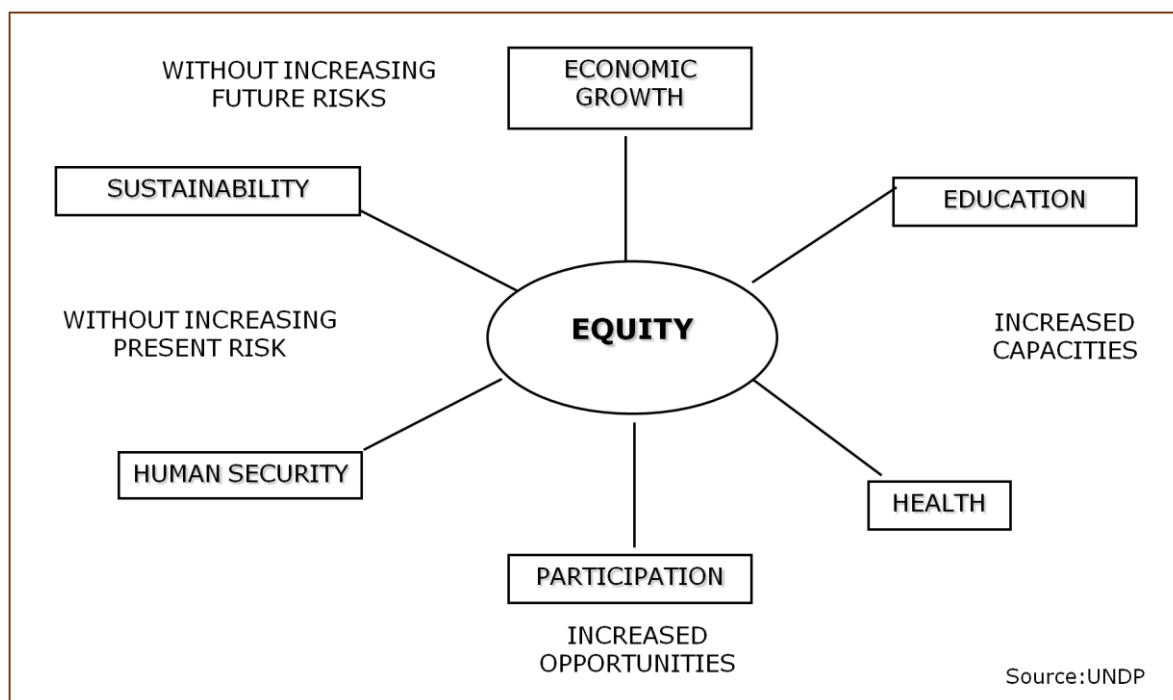 WITHOUT INCREASING
FUTURE RISKS
ECONOMIC
GROWTH
SUSTAINABILITY
EDUCATION
WITHOUT INCREASING
PRESENT RISK
EQUITY
INCREASED
CAPACITIES
HUMAN SECURITY
HEALTH
PARTICIPATION
INCREASED
OPPORTUNITIES
Source:UNDP